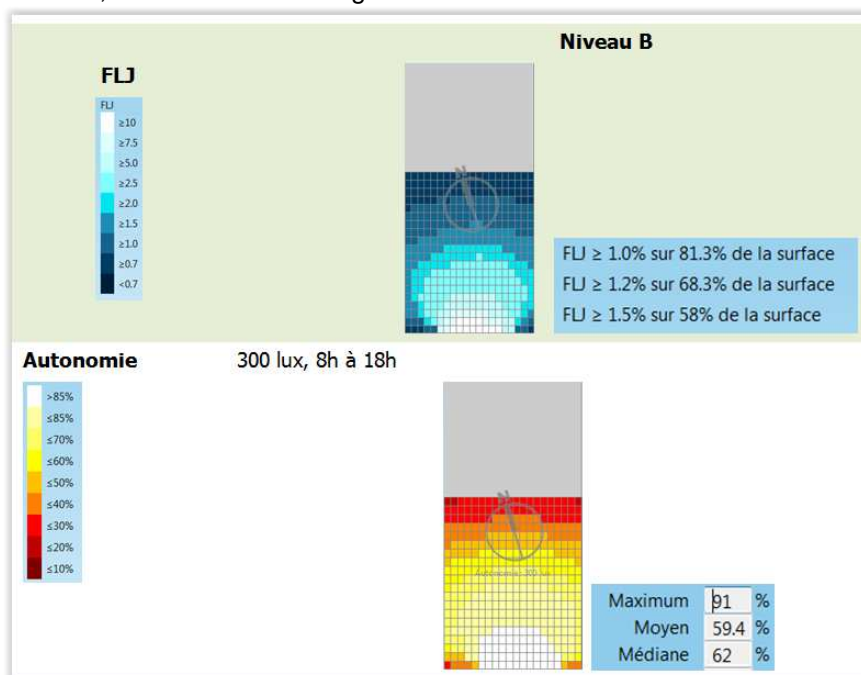 Niveau B
FLJ
FLJ
≥10
≥7.5
≥5.0
≥2.5
≥2.0
≥1.5
≥1.0
≥0.7
<0.7
N
FLJ ≥ 1.0% sur 81.3% de la surface
FLJ ≥ 1.2% sur 68.3% de la surface
FLJ ≥ 1.5% sur 58% de la surface
Autonomie 300 lux, 8h à 18h
>85%
≤85%
≤70%
≤60%
≤50%
≤40%
≤30%
≤20%
≤10%
N
Autonomie: 300 lux
Maximum 91 %
Moyen 59.4 %
Médiane 62 %